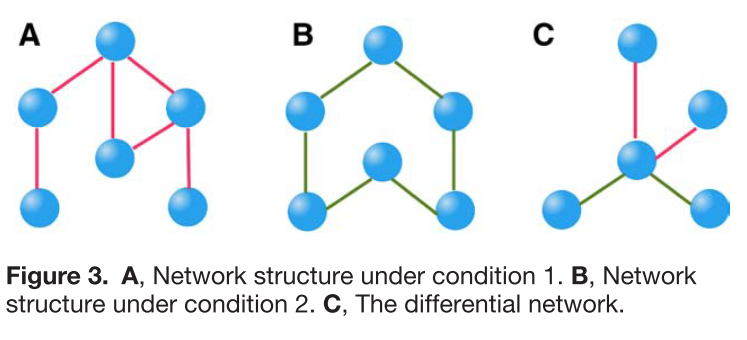 A
B
C
Figure 3. A, Network structure under condition 1. B, Network
structure under condition 2. C, The differential network.